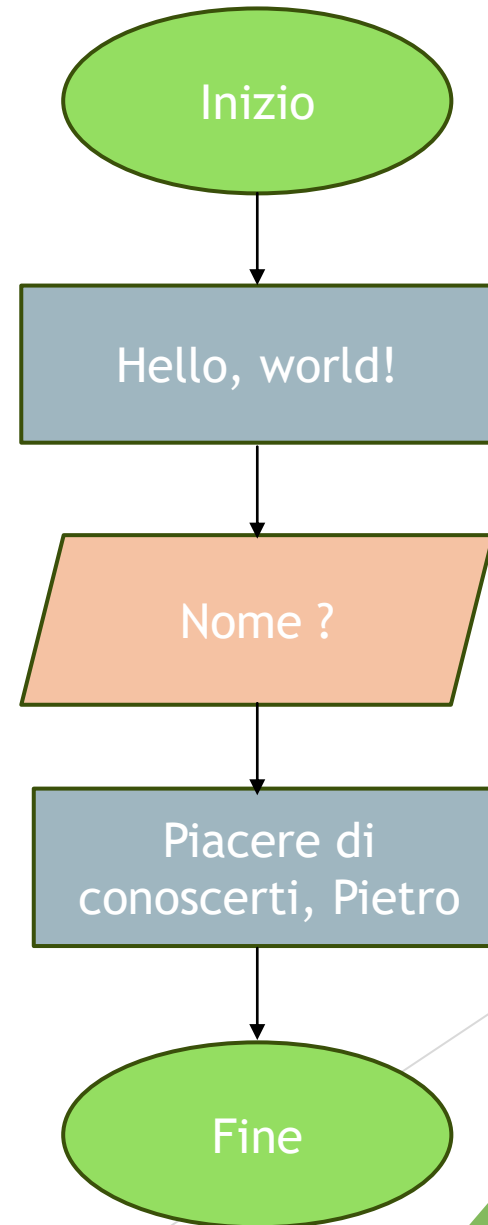 Inizio
Hello, world!
Nome ?
Piacere di
conoscerti, Pietro
Fine